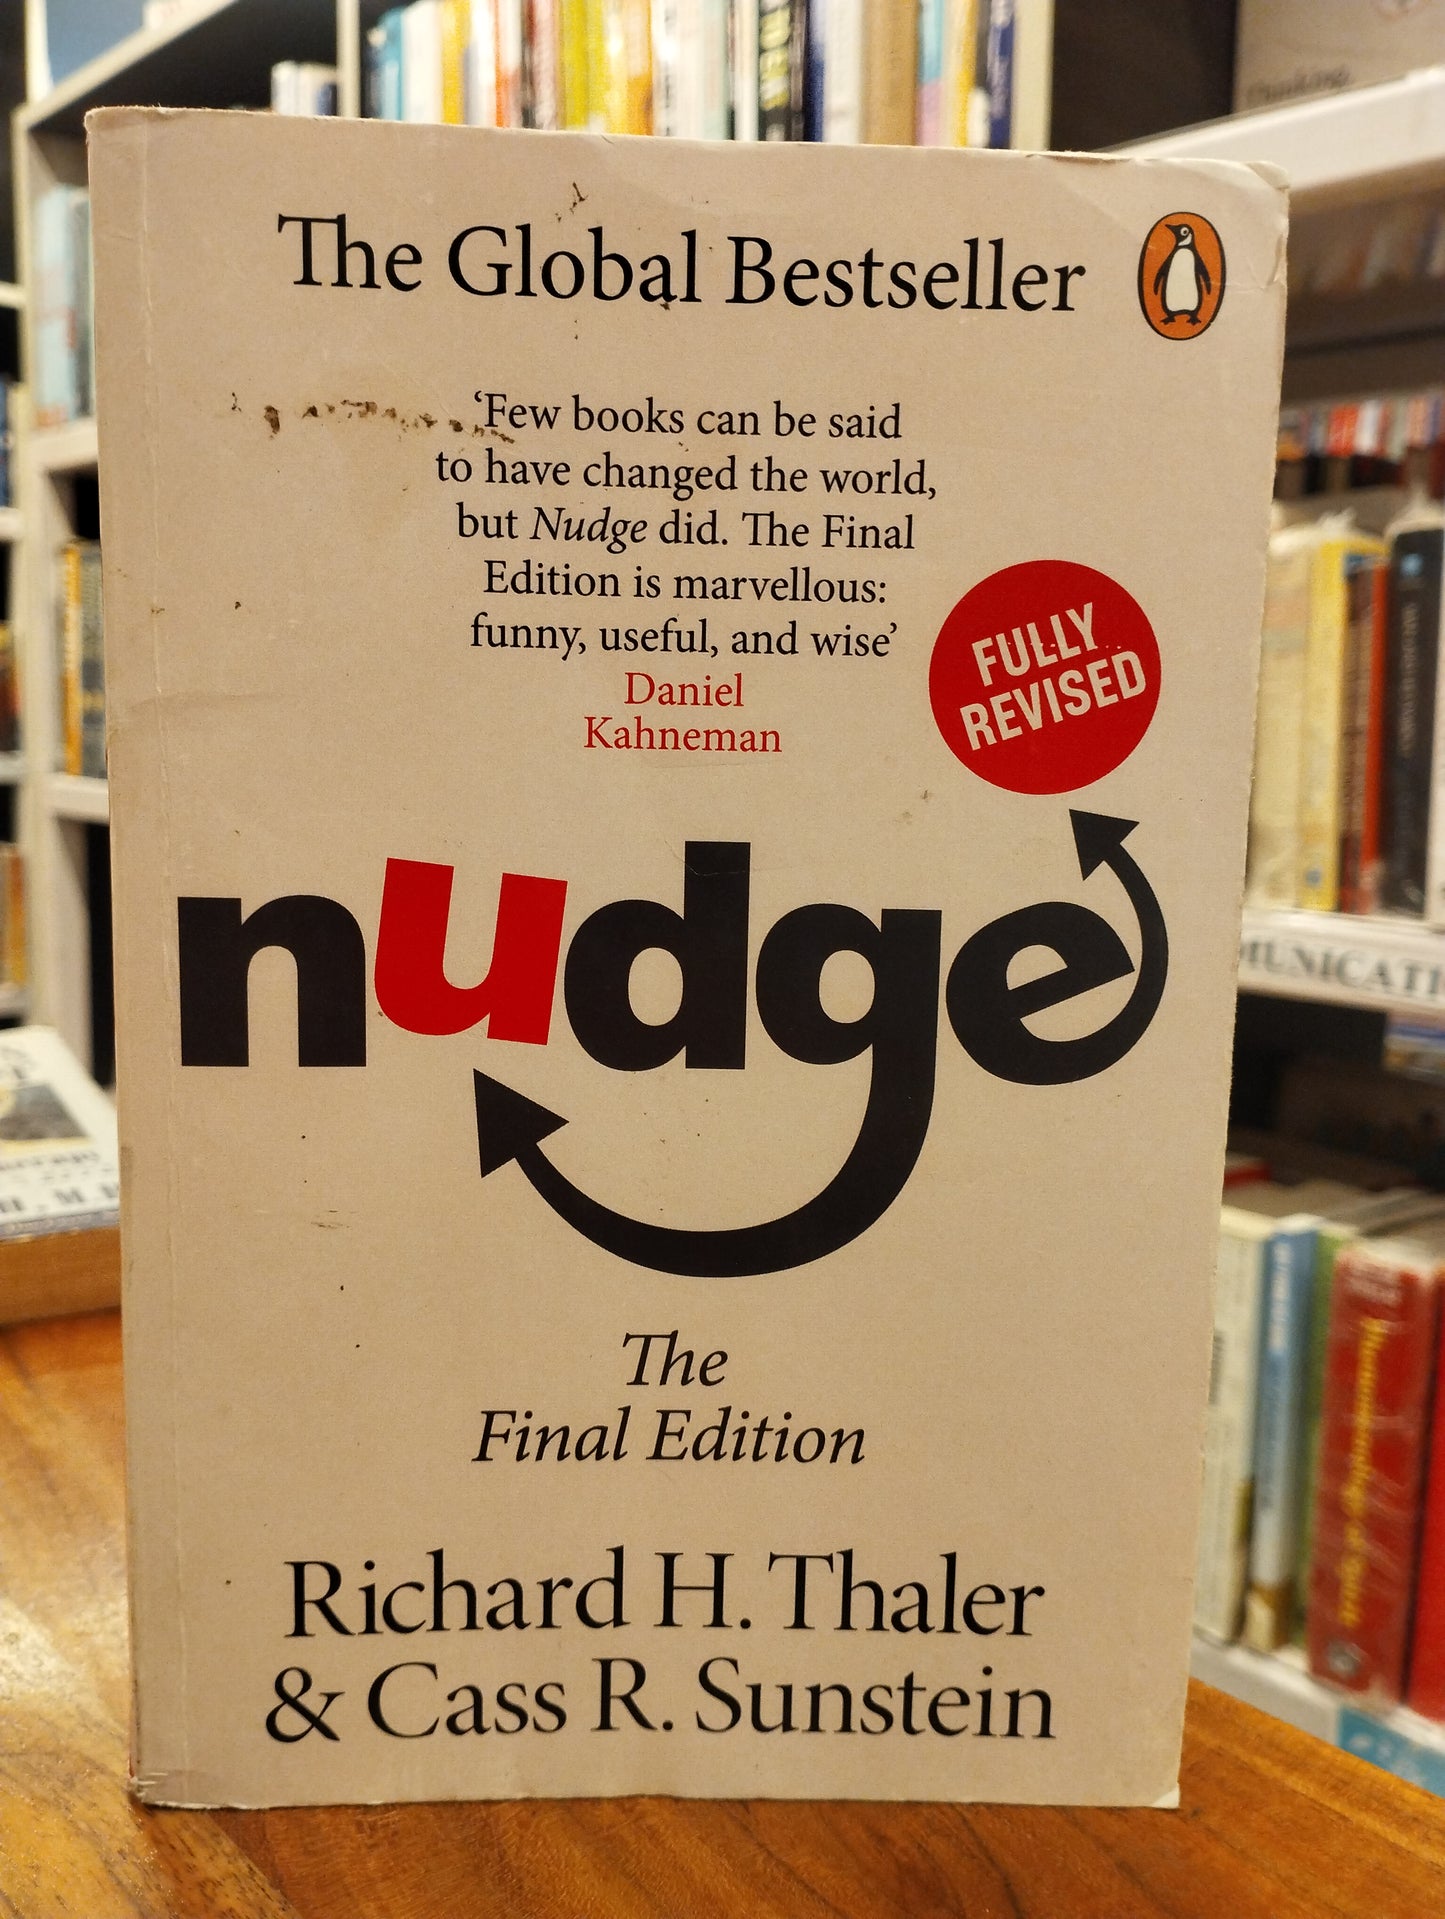 The Global Bestseller
‘Few books can be said
to have changed the world,
but Nudge did. The Final
Edition is marvellous:
funny, useful, and wise’
Daniel
Kahneman
FULLY
REVISED
nudge
The
Final Edition
Richard H. Thaler
& Cass R. Sunstein
MUNICATI